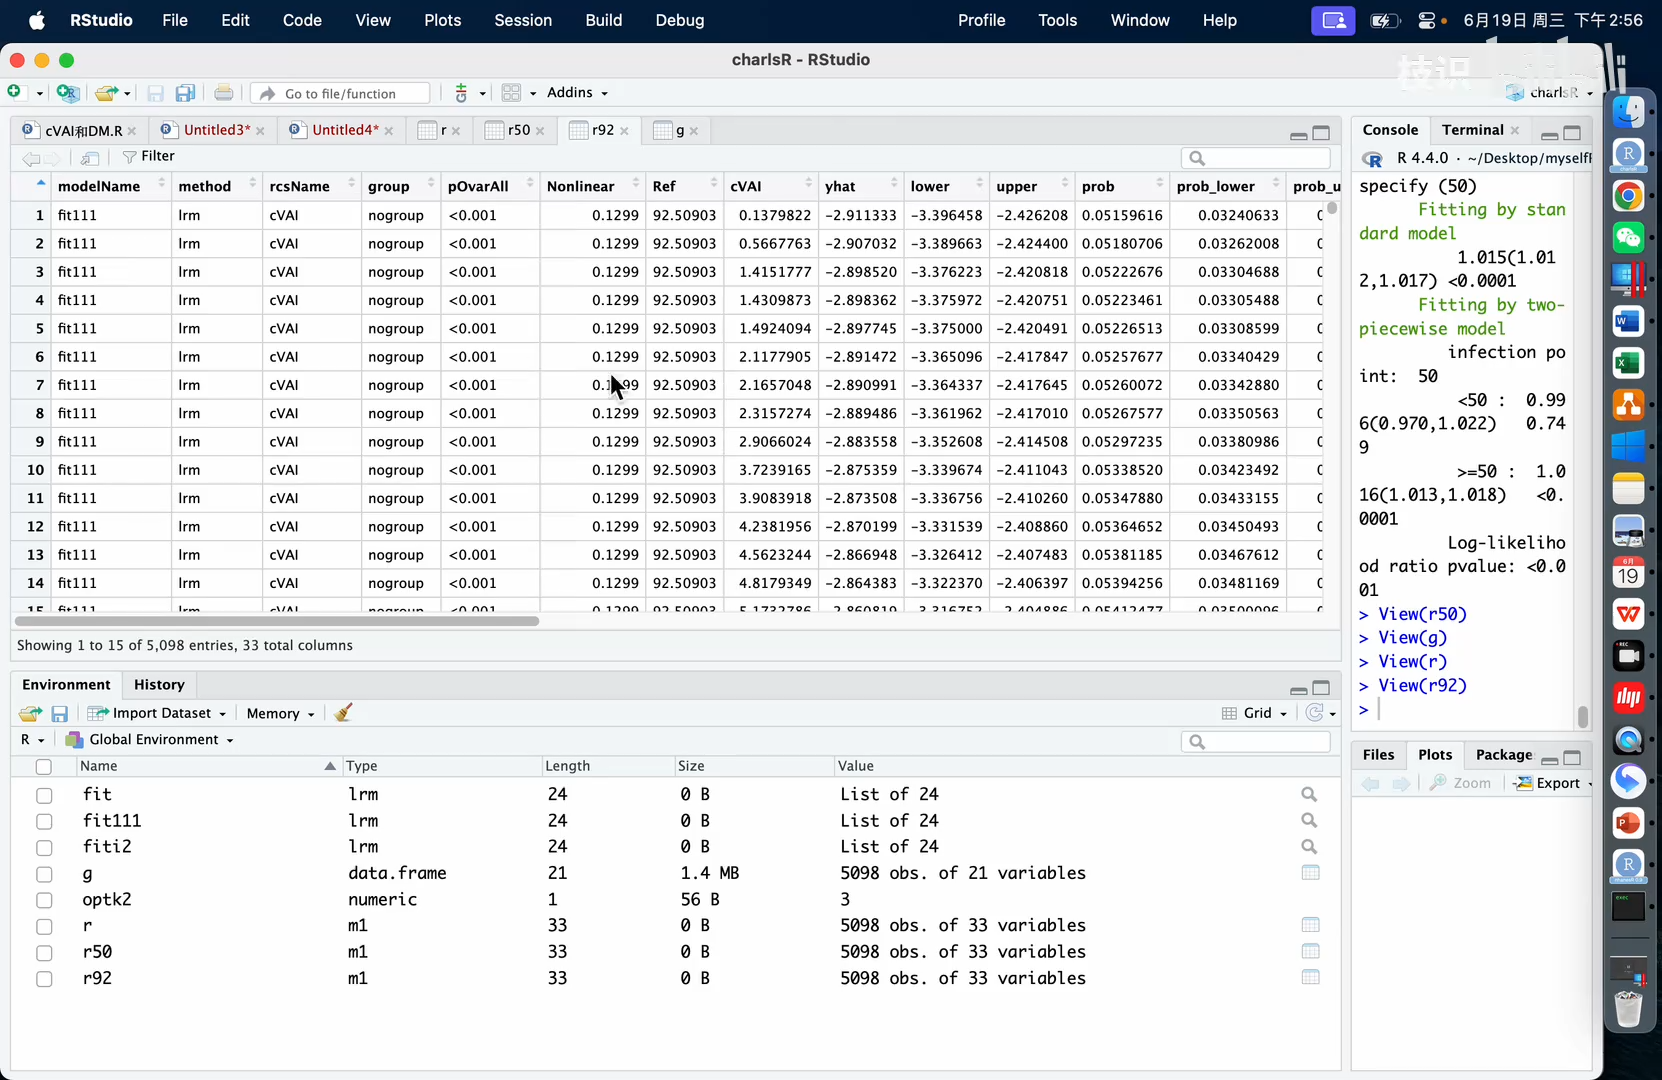 RStudio File Edit Code View Plots Session Build Debug Profile Tools Window Help 6月19日 周三 下午2:56
charlsR - RStudio
Go to file/function Addins charlsR
cVAI和DM.R Untitled3* Untitled4* r r50 r92 g
Filter
modelName method rcsName group pOvarAll Nonlinear Ref cVAI yhat lower upper prob prob_lower prob_u
1 fit111 lrm cVAI nogroup <0.001 0.1299 92.50903 0.1379822 -2.911333 -3.396458 -2.426208 0.05159616 0.03240633
2 fit111 lrm cVAI nogroup <0.001 0.1299 92.50903 0.5667763 -2.907032 -3.389663 -2.424400 0.05180706 0.03262008
3 fit111 lrm cVAI nogroup <0.001 0.1299 92.50903 1.4151777 -2.898520 -3.376223 -2.420818 0.05222676 0.03304688
4 fit111 lrm cVAI nogroup <0.001 0.1299 92.50903 1.4309873 -2.898362 -3.375972 -2.420751 0.05223461 0.03305488
5 fit111 lrm cVAI nogroup <0.001 0.1299 92.50903 1.4924094 -2.897745 -3.375000 -2.420491 0.05226513 0.03308599
6 fit111 lrm cVAI nogroup <0.001 0.1299 92.50903 2.1177905 -2.891472 -3.365096 -2.417847 0.05257677 0.03340429
7 fit111 lrm cVAI nogroup <0.001 0.1299 92.50903 2.1657048 -2.890991 -3.364337 -2.417645 0.05260072 0.03342880
8 fit111 lrm cVAI nogroup <0.001 0.1299 92.50903 2.3157274 -2.889486 -3.361962 -2.417010 0.05267577 0.03350563
9 fit111 lrm cVAI nogroup <0.001 0.1299 92.50903 2.9066024 -2.883558 -3.352608 -2.414508 0.05297235 0.03380986
10 fit111 lrm cVAI nogroup <0.001 0.1299 92.50903 3.7239165 -2.875359 -3.339674 -2.411043 0.05338520 0.03423492
11 fit111 lrm cVAI nogroup <0.001 0.1299 92.50903 3.9083918 -2.873508 -3.336756 -2.410260 0.05347880 0.03433155
12 fit111 lrm cVAI nogroup <0.001 0.1299 92.50903 4.2381956 -2.870199 -3.331539 -2.408860 0.05364652 0.03450493
13 fit111 lrm cVAI nogroup <0.001 0.1299 92.50903 4.5623244 -2.866948 -3.326412 -2.407483 0.05381185 0.03467612
14 fit111 lrm cVAI nogroup <0.001 0.1299 92.50903 4.8179349 -2.864383 -3.322370 -2.406397 0.05394256 0.03481169
Showing 1 to 15 of 5,098 entries, 33 total columns
Environment History
Import Dataset Memory Grid
R Global Environment
Name Type Length Size Value
fit lrm 24 0 B List of 24
fit111 lrm 24 0 B List of 24
fiti2 lrm 24 0 B List of 24
g data.frame 21 1.4 MB 5098 obs. of 21 variables
optk2 numeric 1 56 B 3
r m1 33 0 B 5098 obs. of 33 variables
r50 m1 33 0 B 5098 obs. of 33 variables
r92 m1 33 0 B 5098 obs. of 33 variables
Console Terminal
R 4.4.0 · ~/Desktop/myself
specify (50)
Fitting by stan
dard model
1.015(1.01
2,1.017) <0.0001
Fitting by two-
piecewise model
infection po
int: 50
<50 : 0.99
6(0.970,1.022) 0.74
9
>=50 : 1.0
16(1.013,1.018) <0.
0001
Log-likeliho
od ratio pvalue: <0.0
01
> View(r50)
> View(g)
> View(r)
> View(r92)
>
Files Plots Package
Zoom Export